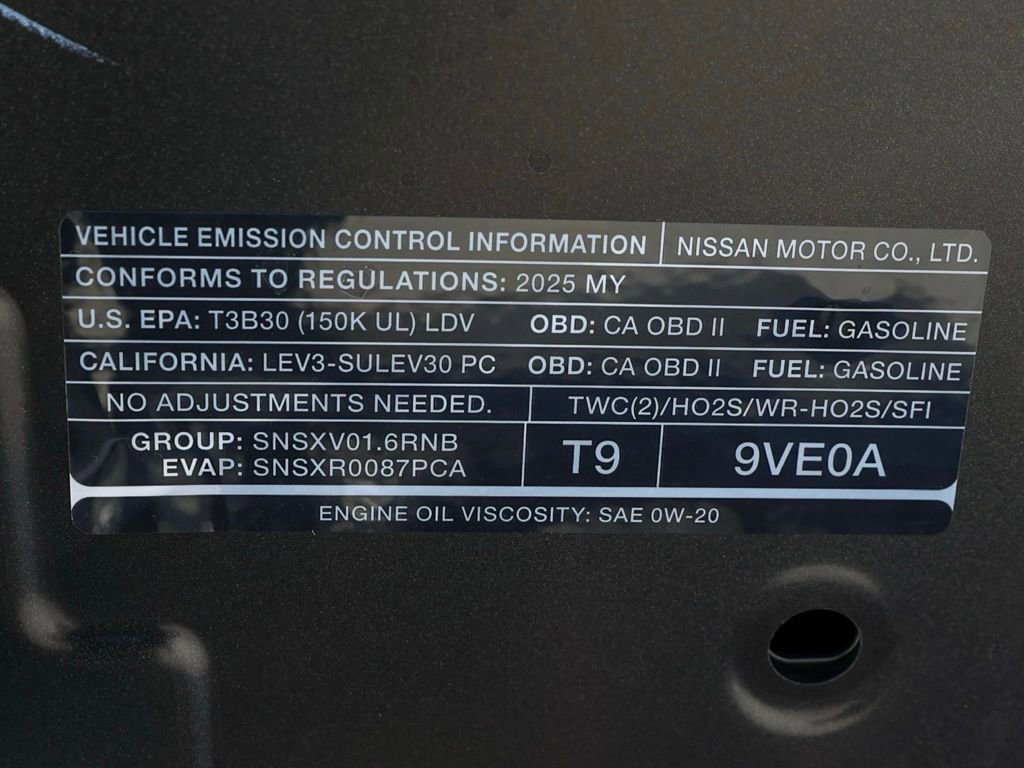 VEHICLE EMISSION CONTROL INFORMATION NISSAN MOTOR CO., LTD.
CONFORMS TO REGULATIONS: 2025 MY
U.S. EPA: T3B30 (150K UL) LDV OBD: CA OBD II FUEL: GASOLINE
CALIFORNIA: LEV3-SULEV30 PC OBD: CA OBD II FUEL: GASOLINE
NO ADJUSTMENTS NEEDED. TWC(2)/HO2S/WR-HO2S/SFI
GROUP: SNSXV01.6RNB
EVAP: SNSXR0087PCA
T9 9VE0A
ENGINE OIL VISCOSITY: SAE 0W-20